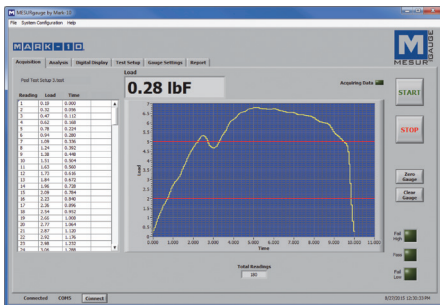 MESURgauge by Mark-10
File System Configuration Help
MARK-10
M
MESUR GAUGE
Acquisition Analysis Digital Display Test Setup Gauge Settings Report
Load
0.28 lbF
Acquiring Data
START
STOP
Zero Gauge
Clear Gauge
Fail High
Pass
Fail Low
Reading Load Time
1 0.19 0.000
2 0.32 0.056
3 0.47 0.112
4 0.62 0.168
5 0.78 0.224
6 0.94 0.280
7 1.09 0.336
8 1.24 0.392
9 1.38 0.448
10 1.51 0.504
11 1.63 0.560
12 1.73 0.616
13 1.84 0.672
14 1.96 0.728
15 2.09 0.784
16 2.23 0.840
17 2.36 0.896
18 2.54 0.952
19 2.66 1.008
20 2.77 1.064
21 2.87 1.120
22 2.92 1.176
23 2.98 1.232
24 3.06 1.288
Load
0.000 1.000 2.000 3.000 4.000 5.000 6.000 7.000 8.000 9.000 10.000 11.000
Time
Total Readings
180
Connected COM5 Connect